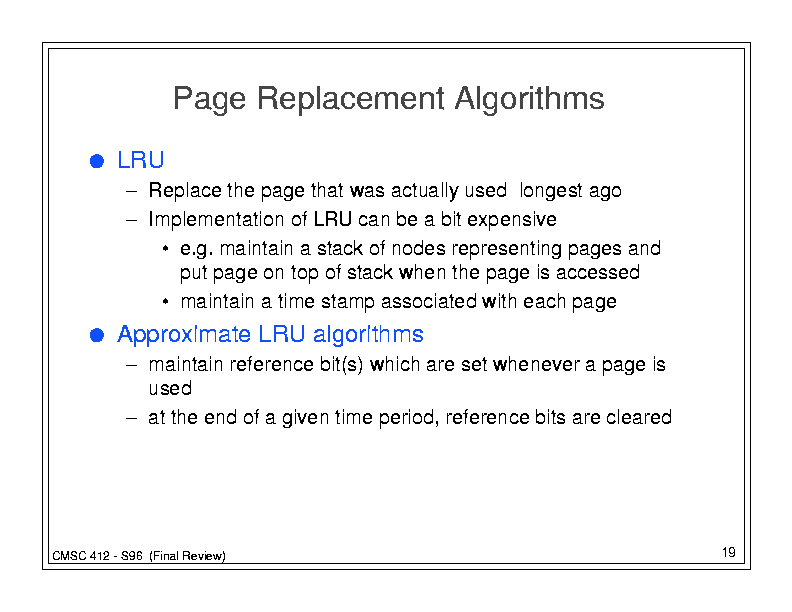 Page Replacement Algorithms
● LRU
– Replace the page that was actually used longest ago
– Implementation of LRU can be a bit expensive
• e.g. maintain a stack of nodes representing pages and
put page on top of stack when the page is accessed
• maintain a time stamp associated with each page
● Approximate LRU algorithms
– maintain reference bit(s) which are set whenever a page is
used
– at the end of a given time period, reference bits are cleared
CMSC 412 - S96 (Final Review)
19